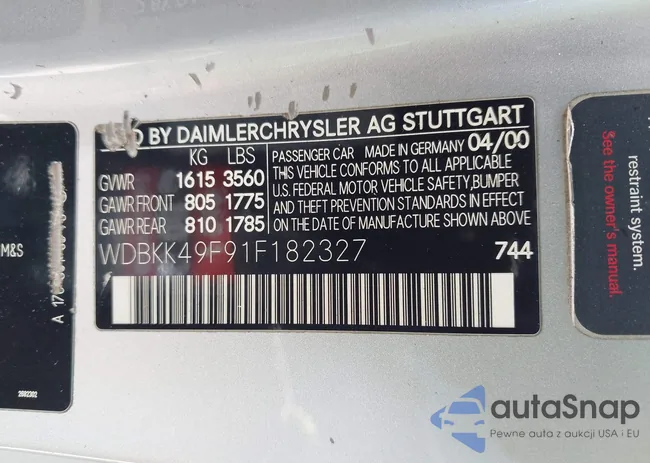 BY DAIMLERCHRYSLER AG STUTTGART
KG LBS
GVWR 1615 3560
GAWR FRONT 805 1775
GAWR REAR 810 1785
PASSENGER CAR MADE IN GERMANY 04/00
THIS VEHICLE CONFORMS TO ALL APPLICABLE
U.S. FEDERAL MOTOR VEHICLE SAFETY,BUMPER
AND THEFT PREVENTION STANDARDS IN EFFECT
ON THE DATE OF MANUFACTURE SHOWN ABOVE
WDBKK49F91F182327 744
M&S
2602302
restraint system.
See the owner's manual.
autaSnap
Pewne auta z aukcji USA i EU